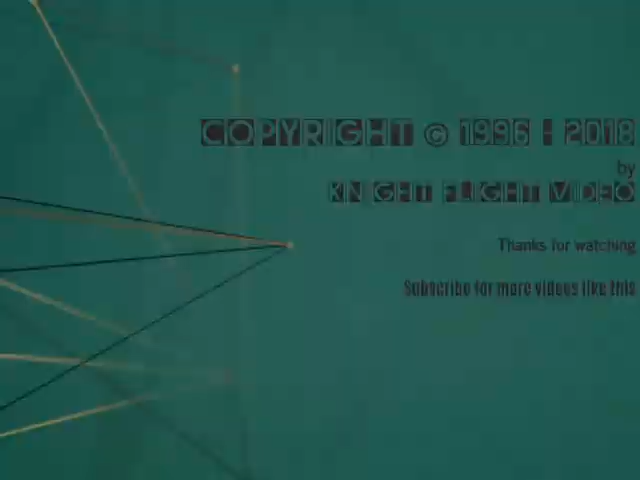 COPYRIGHT © 1996 - 2018
by
KNIGHT FLIGHT VIDEO
Thanks for watching
Subscribe for more videos like this